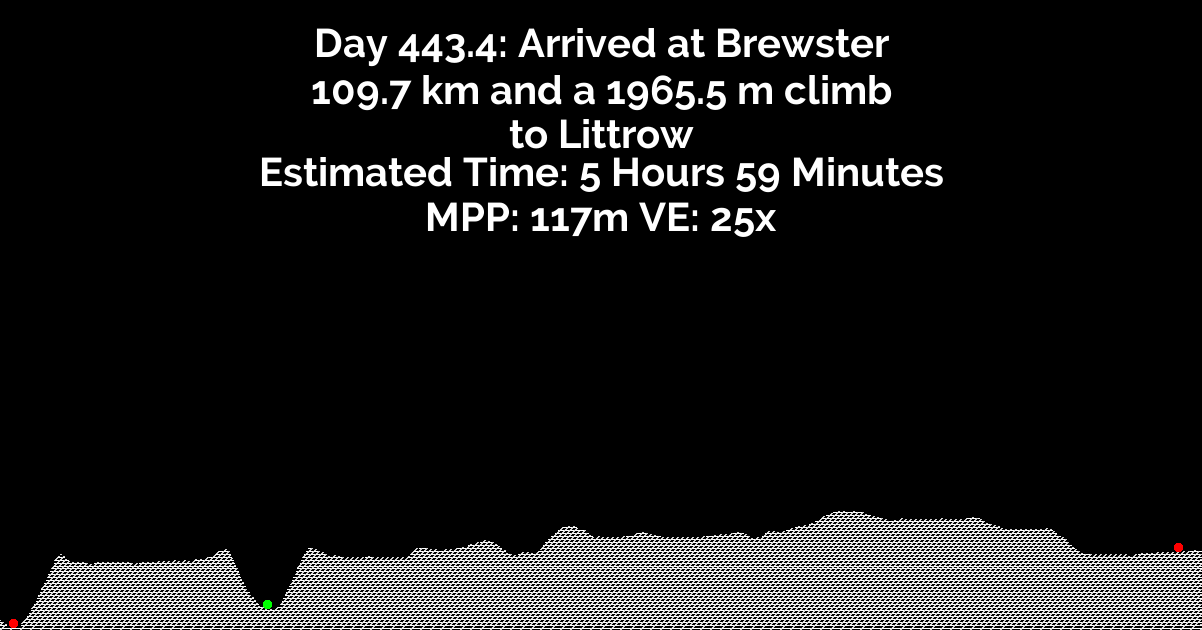 Day 443.4: Arrived at Brewster
109.7 km and a 1965.5 m climb
to Littrow
Estimated Time: 5 Hours 59 Minutes
MPP: 117m VE: 25x